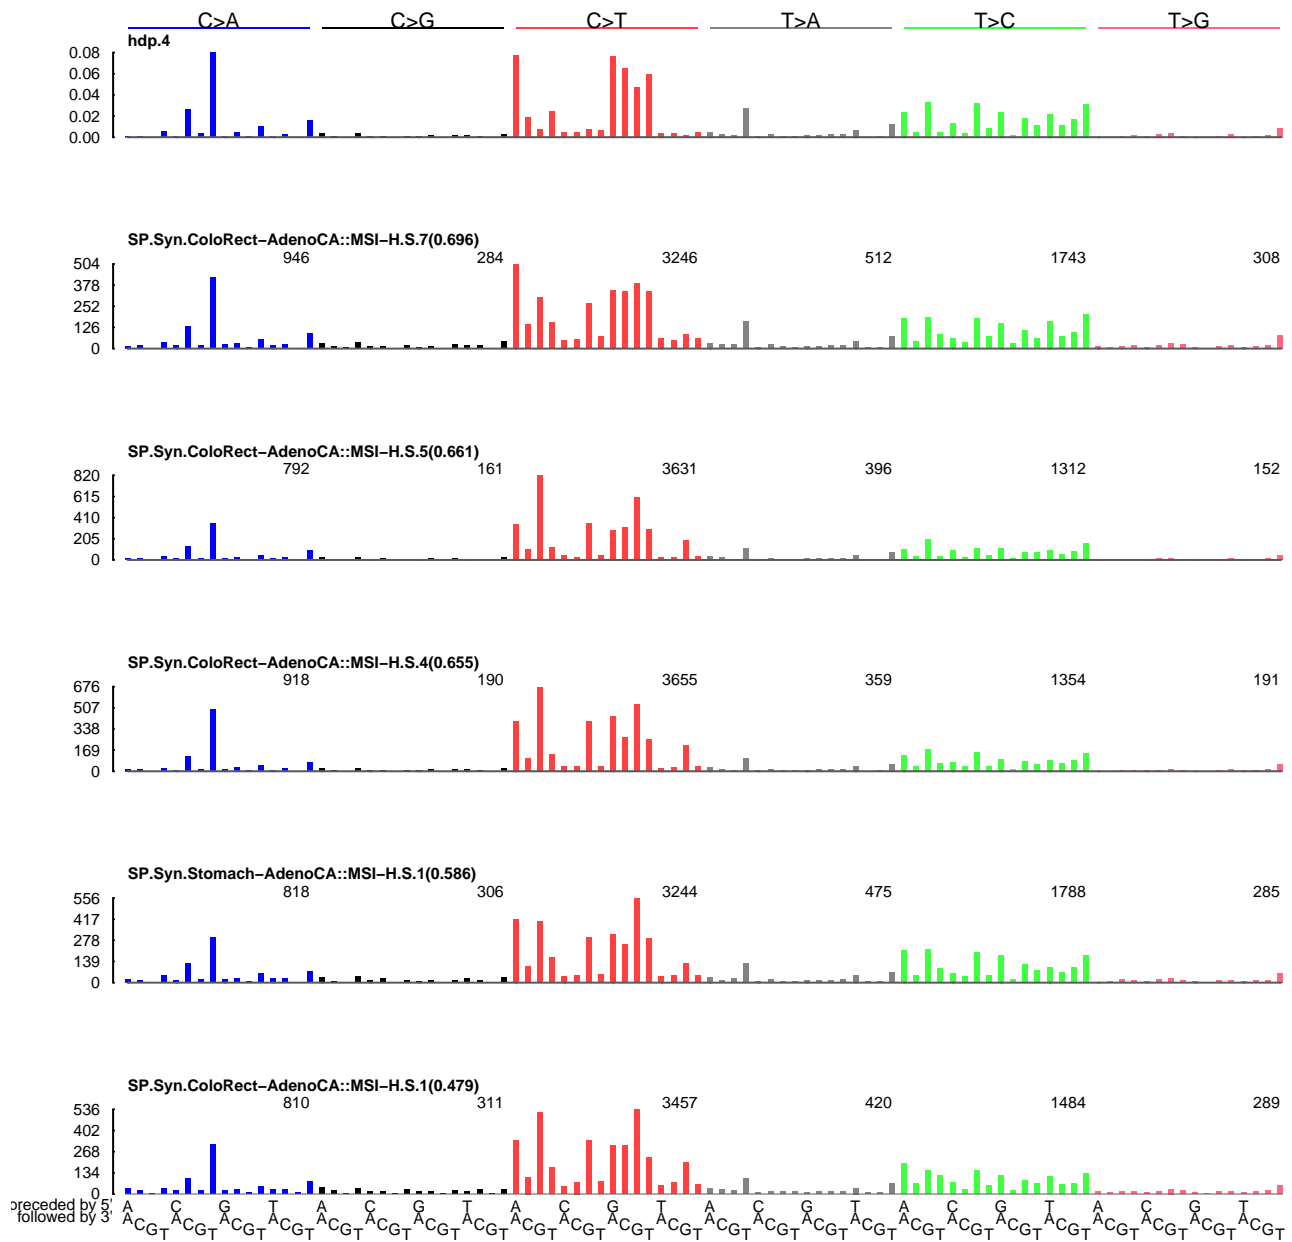 C>A C>G C>T T>A T>C T>G
hdp.4
0.08
0.06
0.04
0.02
0.00
SP.Syn.ColoRect−AdenoCA::MSI−H.S.7(0.696)
946 284 3246 512 1743 308
504
378
252
126
0
SP.Syn.ColoRect−AdenoCA::MSI−H.S.5(0.661)
792 161 3631 396 1312 152
820
615
410
205
0
SP.Syn.ColoRect−AdenoCA::MSI−H.S.4(0.655)
918 190 3655 359 1354 191
676
507
338
169
0
SP.Syn.Stomach−AdenoCA::MSI−H.S.1(0.586)
818 306 3244 475 1788 285
556
417
278
139
0
SP.Syn.ColoRect−AdenoCA::MSI−H.S.1(0.479)
810 311 3457 420 1484 289
536
402
268
134
0
preceded by 5' A C G T A C G T A C G T A C G T A C G T A C G T
followed by 3' A C G T A C G T A C G T A C G T A C G T A C G T A C G T A C G T A C G T A C G T A C G T A C G T A C G T A C G T A C G T A C G T A C G T A C G T A C G T A C G T A C G T A C G T A C G T A C G T